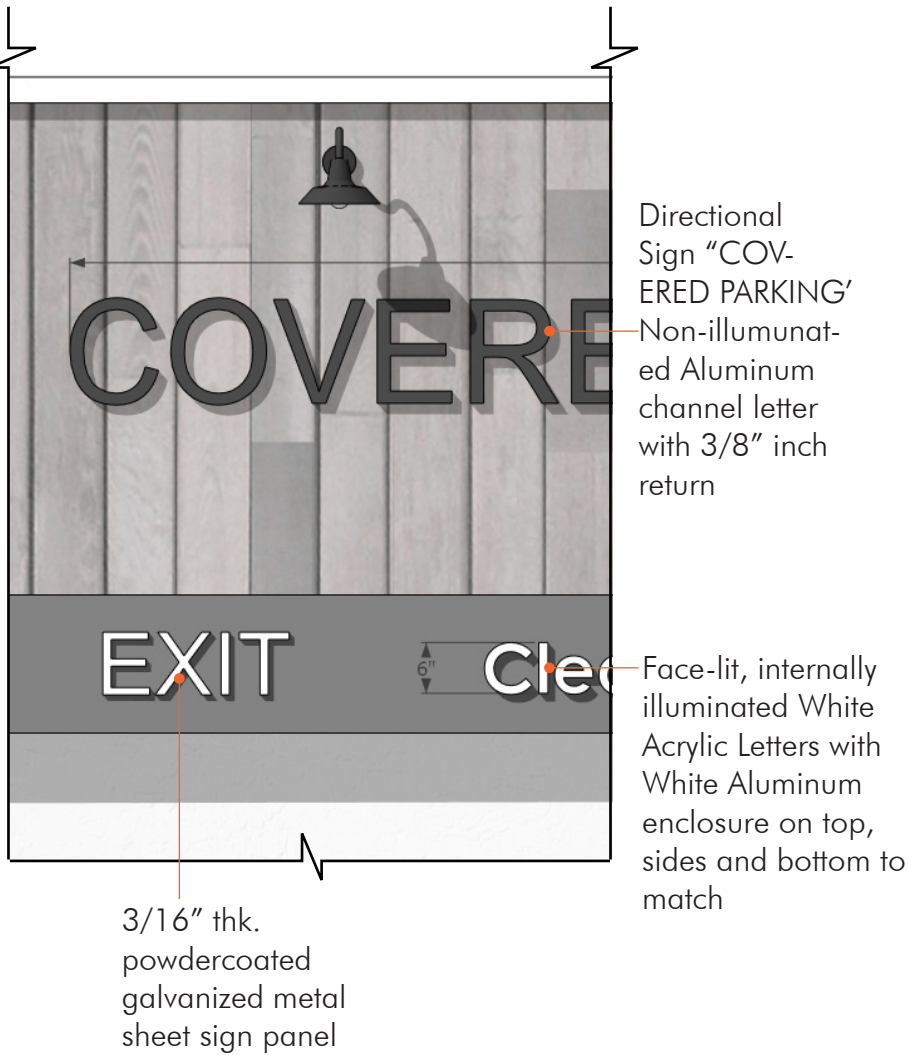 Directional
Sign “COV-
ERED PARKING’
Non-illumunat-
ed Aluminum
channel letter
with 3/8” inch
return
COVERE
EXIT
6"
Clea
Face-lit, internally
illuminated White
Acrylic Letters with
White Aluminum
enclosure on top,
sides and bottom to
match
3/16” thk.
powdercoated
galvanized metal
sheet sign panel